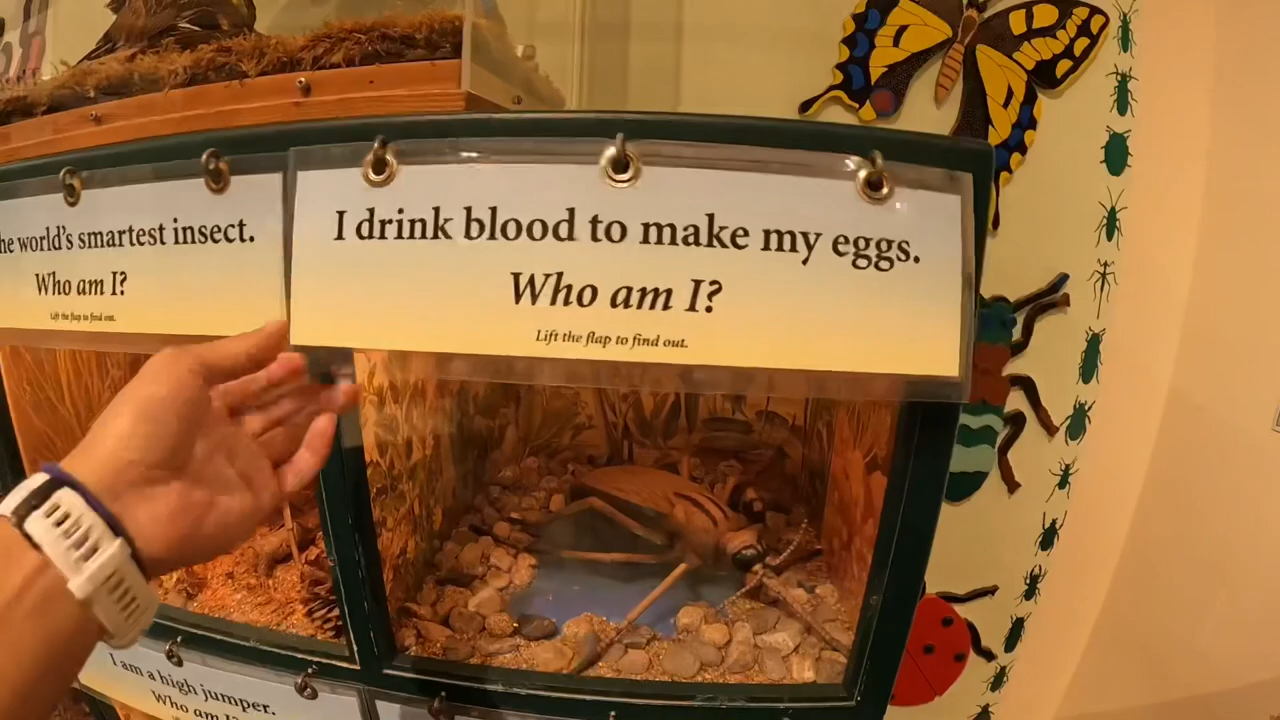 he world's smartest insect.
Who am I?
Lift the flap to find out.
I drink blood to make my eggs.
Who am I?
Lift the flap to find out.
I am a high jumper.
Who am I?